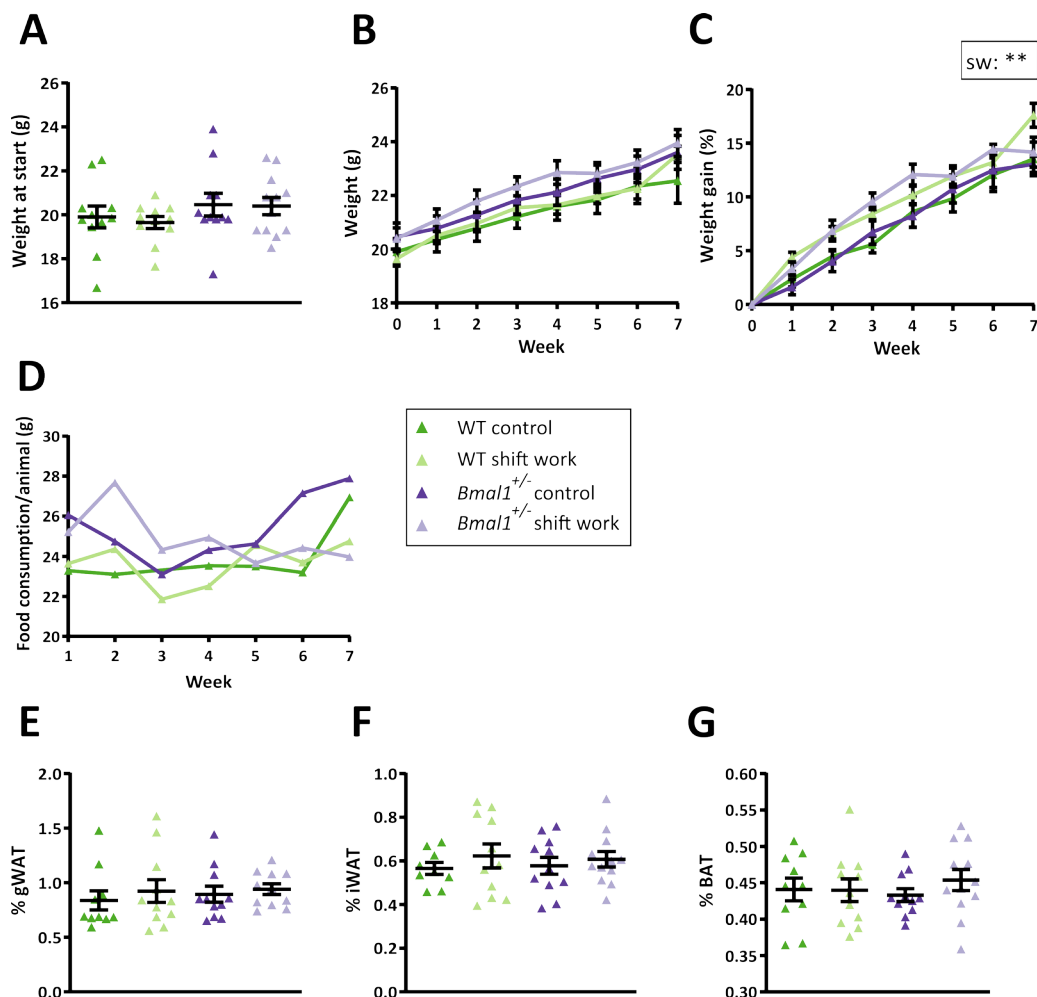 A
Weight at start (g)
26
24
22
20
18
16
B
Weight (g)
26
24
22
20
18
0 1 2 3 4 5 6 7
Week
C
sw: **
Weight gain (%)
20
15
10
5
0
0 1 2 3 4 5 6 7
Week
D
Food consumption/animal (g)
30
28
26
24
22
20
1 2 3 4 5 6 7
Week
WT control
WT shift work
Bmal1+/- control
Bmal1+/- shift work
E
% gWAT
2.0
1.5
1.0
0.5
0.0
F
% iWAT
1.0
0.8
0.6
0.4
0.2
0.0
G
% BAT
0.60
0.55
0.50
0.45
0.40
0.35
0.30